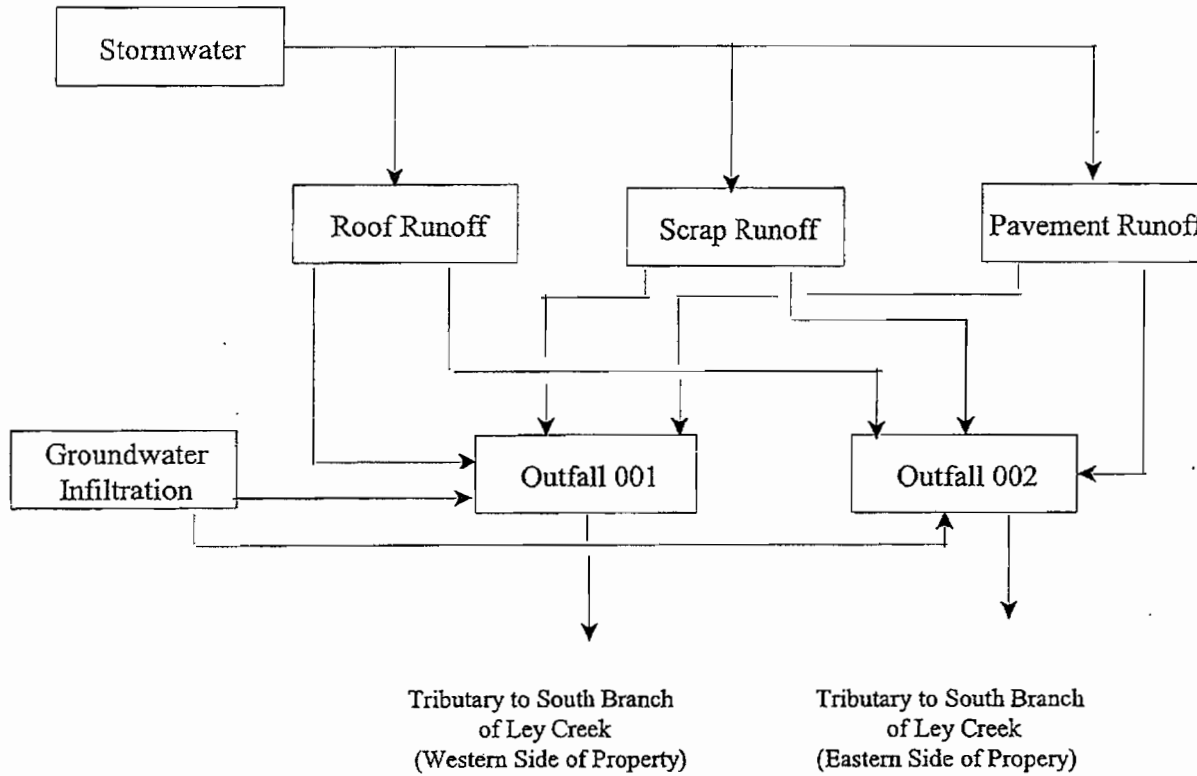 Stormwater
Roof Runoff
Scrap Runoff
Pavement Runoff
Groundwater
Infiltration
Outfall 001
Outfall 002
Tributary to South Branch
of Ley Creek
(Western Side of Property)
Tributary to South Branch
of Ley Creek
(Eastern Side of Propery)